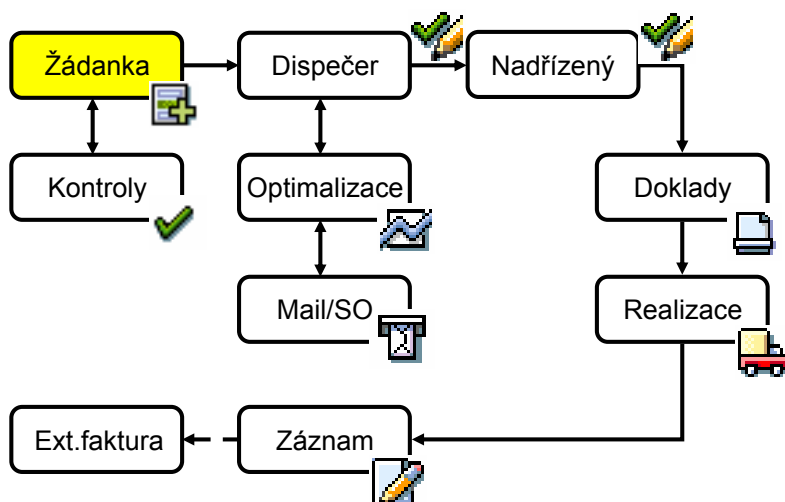 Žádanka
Dispečer
Nadřízený
Kontroly
Optimalizace
Doklady
Mail/SO
Realizace
Ext.faktura
Záznam